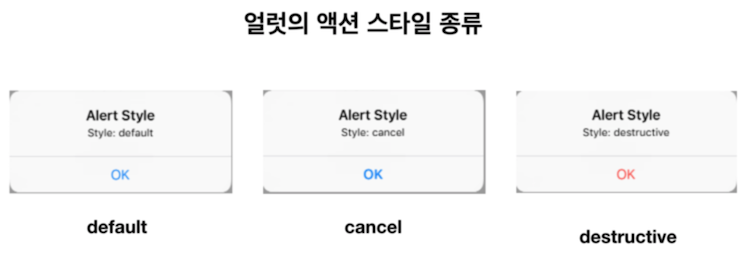 얼럿의 액션 스타일 종류
Alert Style
Style: default
OK
default
Alert Style
Style: cancel
OK
cancel
Alert Style
Style: destructive
OK
destructive